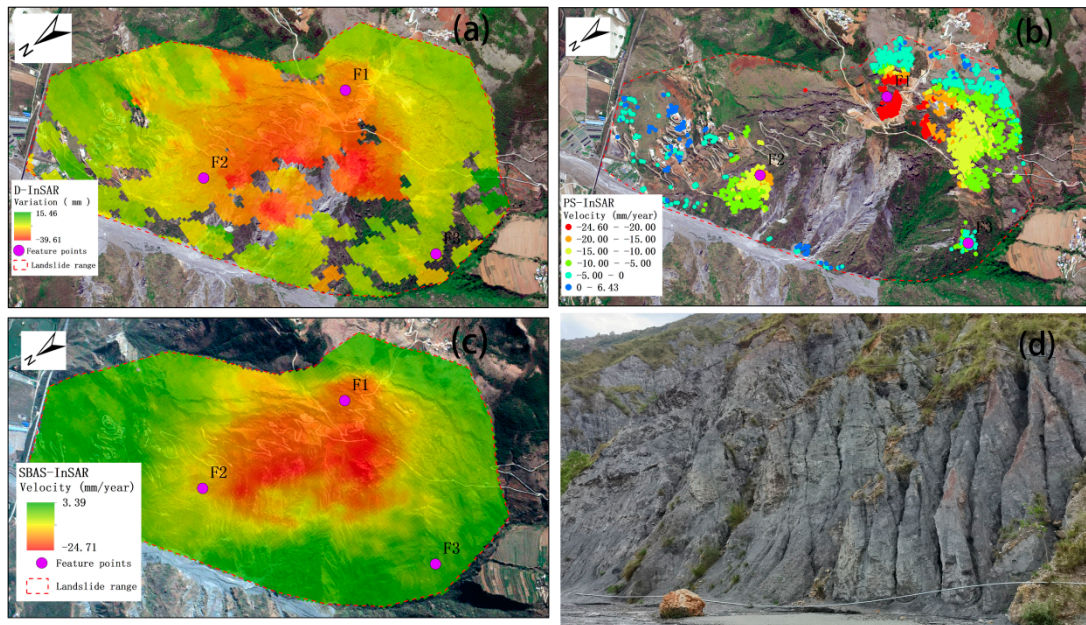 (a)
N
F1
F2
F3
D-InSAR
Variation ( mm )
15.46
-39.61
Feature points
Landslide range
(b)
N
F1
F2
F3
PS-InSAR
Velocity (mm/year)
-24.60 - -20.00
-20.00 - -15.00
-15.00 - -10.00
-10.00 - -5.00
-5.00 - 0
0 - 6.43
(c)
N
F1
F2
F3
SBAS-InSAR
Velocity (mm/year)
3.39
-24.71
Feature points
Landslide range
(d)